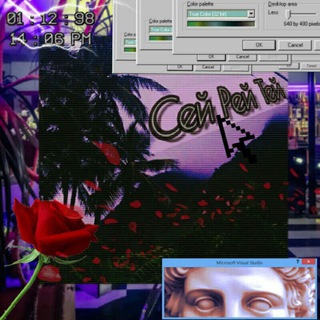 01:12:98
14:06 PM
Color palette
Desktop area
True Color (32 bit)
Less
640 by 480 pixels
OK
Cancel
Сей Рей Тей
Microsoft Visual Studio